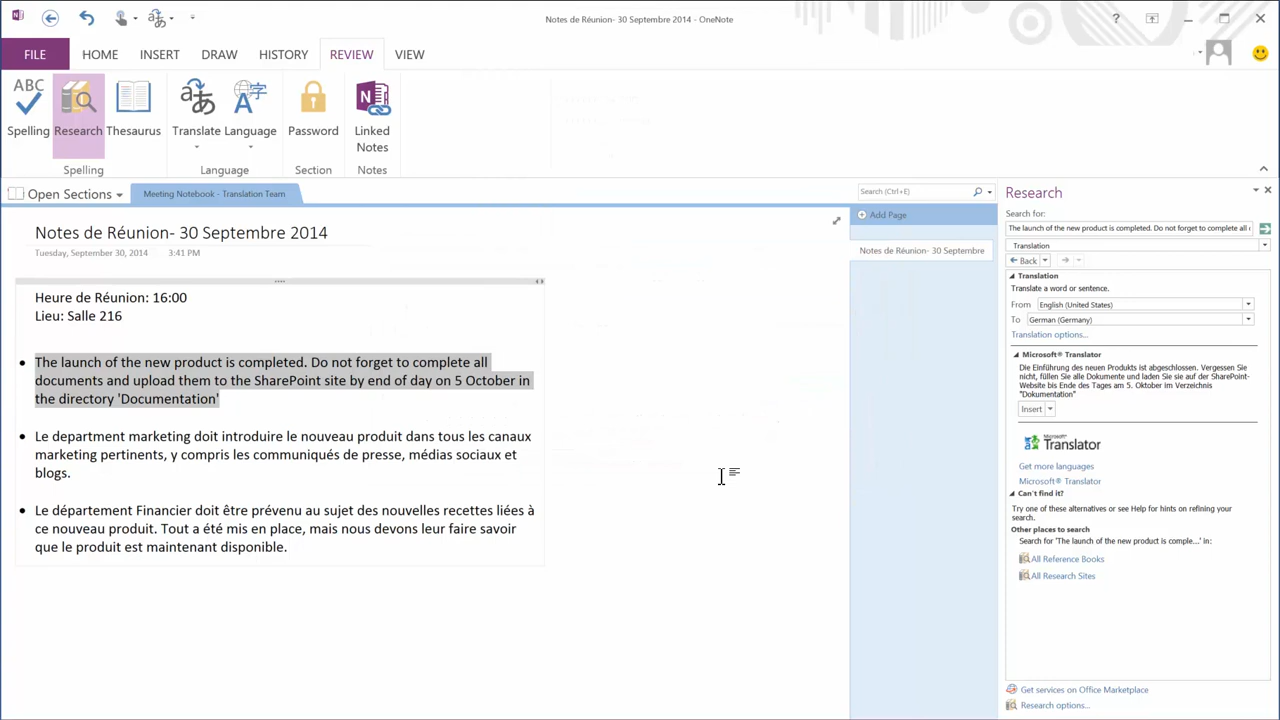 Notes de Réunion- 30 Septembre 2014 - OneNote
FILE HOME INSERT DRAW HISTORY REVIEW VIEW
ABC
Spelling Research Thesaurus Translate Language Password Linked Notes
Spelling Language Section Notes
Open Sections Meeting Notebook - Translation Team
Search (Ctrl+E)
Add Page
Notes de Réunion- 30 Septembre
Notes de Réunion- 30 Septembre 2014
Tuesday, September 30, 2014 3:41 PM
Heure de Réunion: 16:00
Lieu: Salle 216
The launch of the new product is completed. Do not forget to complete all
documents and upload them to the SharePoint site by end of day on 5 October in
the directory 'Documentation'
Le department marketing doit introduire le nouveau produit dans tous les canaux
marketing pertinents, y compris les communiqués de presse, médias sociaux et
blogs.
Le département Financier doit être prévenu au sujet des nouvelles recettes liées à
ce nouveau produit. Tout a été mis en place, mais nous devons leur faire savoir
que le produit est maintenant disponible.
Research
Search for:
The launch of the new product is completed. Do not forget to complete all
Translation
Back
Translation
Translate a word or sentence.
From English (United States)
To German (Germany)
Translation options...
Microsoft® Translator
Die Einführung des neuen Produkts ist abgeschlossen. Vergessen Sie
nicht, füllen Sie alle Dokumente und laden Sie sie auf der SharePoint-
Website bis Ende des Tages am 5. Oktober im Verzeichnis
"Dokumentation"
Insert
Microsoft®
Translator
Get more languages
Microsoft® Translator
Can't find it?
Try one of these alternatives or see Help for hints on refining your
search.
Other places to search
Search for 'The launch of the new product is comple...' in:
All Reference Books
All Research Sites
Get services on Office Marketplace
Research options...